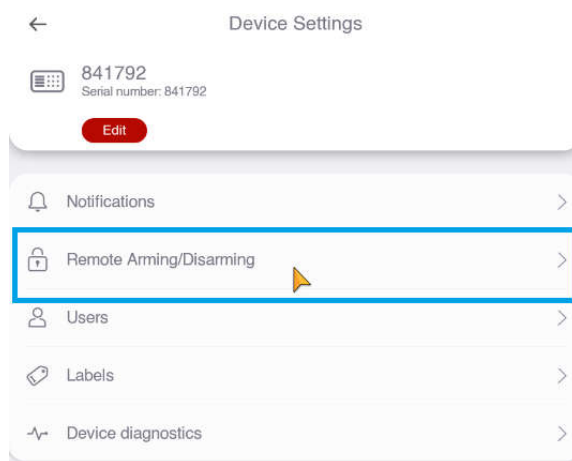 Device Settings
841792
Serial number: 841792
Edit
Notifications
Remote Arming/Disarming
Users
Labels
Device diagnostics